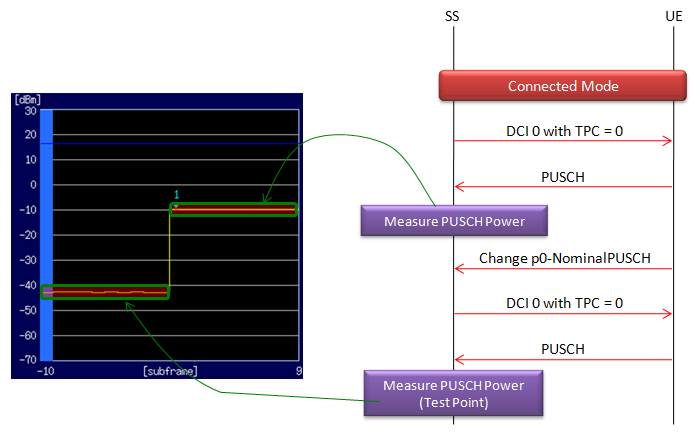 SS UE
Connected Mode
[dBm]
30
20
10
0
-10
-20
-30
-40
-50
-60
-70
1
-10 [subframe] 9
DCI 0 with TPC = 0
PUSCH
Measure PUSCH Power
Change p0-NominalPUSCH
DCI 0 with TPC = 0
PUSCH
Measure PUSCH Power
(Test Point)